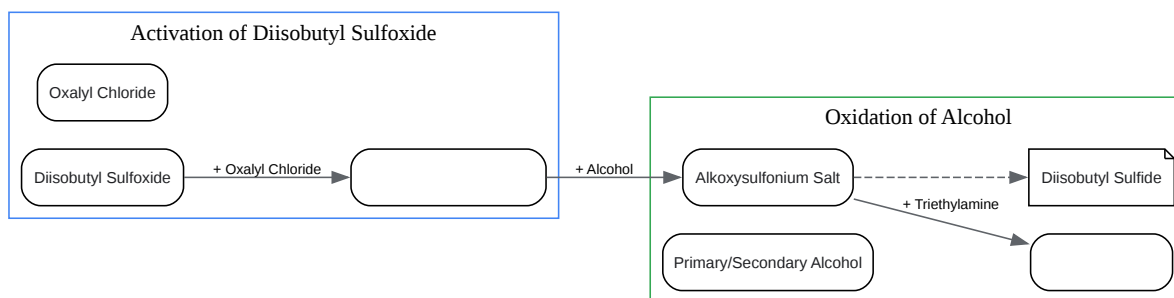 Activation of Diisobutyl Sulfoxide
Oxalyl Chloride
Diisobutyl Sulfoxide
+ Oxalyl Chloride
+ Alcohol
Oxidation of Alcohol
Alkoxysulfonium Salt
Diisobutyl Sulfide
+ Triethylamine
Primary/Secondary Alcohol